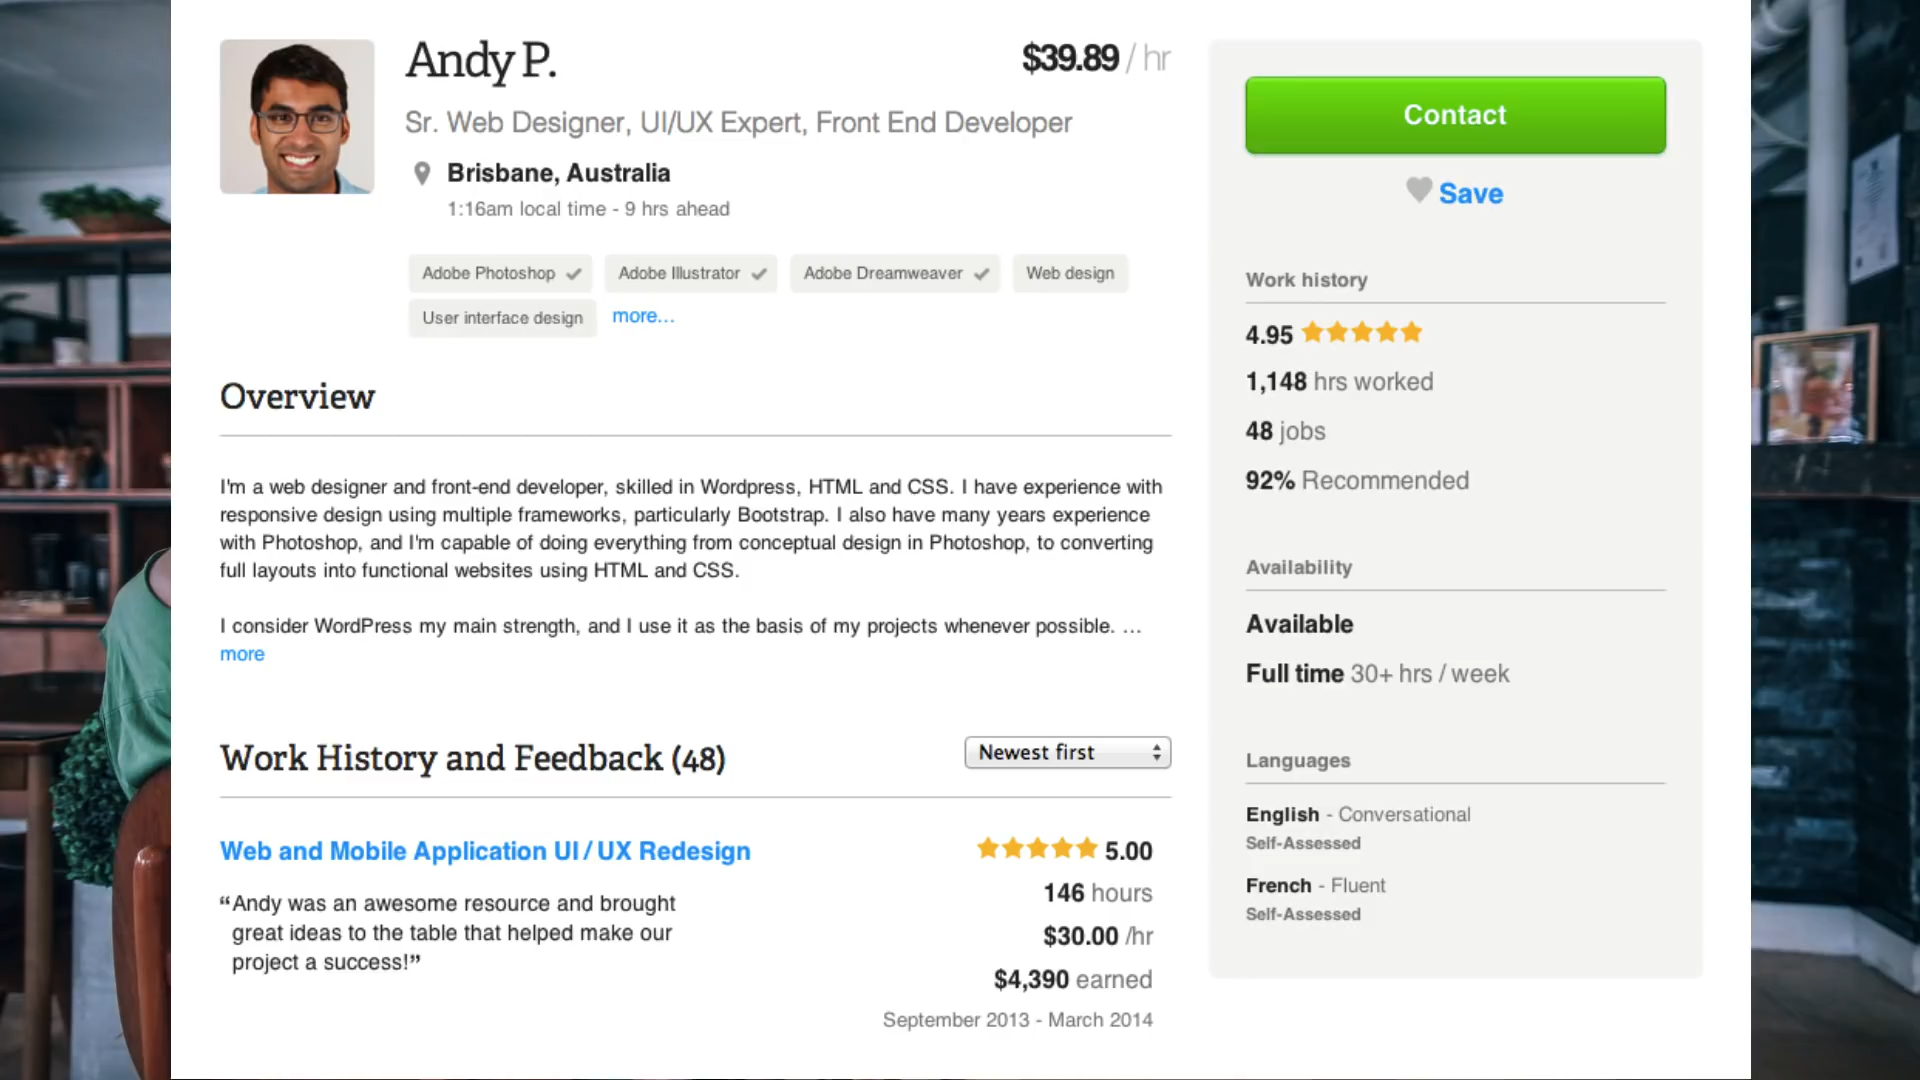 Andy P.
$39.89 / hr
Sr. Web Designer, UI/UX Expert, Front End Developer
Brisbane, Australia
1:16am local time - 9 hrs ahead
Adobe Photoshop
Adobe Illustrator
Adobe Dreamweaver
Web design
User interface design
more...
Overview
I'm a web designer and front-end developer, skilled in Wordpress, HTML and CSS. I have experience with
responsive design using multiple frameworks, particularly Bootstrap. I also have many years experience
with Photoshop, and I'm capable of doing everything from conceptual design in Photoshop, to converting
full layouts into functional websites using HTML and CSS.
I consider WordPress my main strength, and I use it as the basis of my projects whenever possible. ...
more
Work History and Feedback (48)
Newest first
Web and Mobile Application UI / UX Redesign
“Andy was an awesome resource and brought
great ideas to the table that helped make our
project a success!”
5.00
146 hours
$30.00 /hr
$4,390 earned
September 2013 - March 2014
Contact
Save
Work history
4.95
1,148 hrs worked
48 jobs
92% Recommended
Availability
Available
Full time 30+ hrs / week
Languages
English - Conversational
Self-Assessed
French - Fluent
Self-Assessed